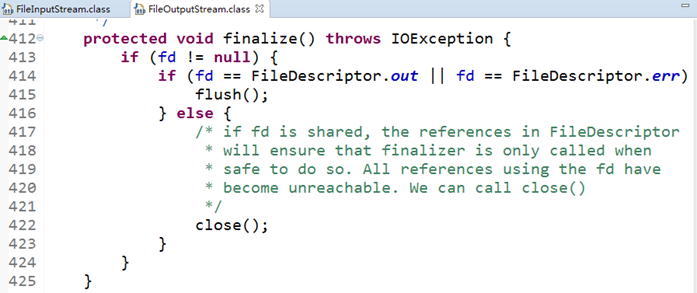 FileInputStream.class FileOutputStream.class
411 */
412 protected void finalize() throws IOException {
413 if (fd != null) {
414 if (fd == FileDescriptor.out || fd == FileDescriptor.err)
415 flush();
416 } else {
417 /* if fd is shared, the references in FileDescriptor
418 * will ensure that finalizer is only called when
419 * safe to do so. All references using the fd have
420 * become unreachable. We can call close()
421 */
422 close();
423 }
424 }
425 }